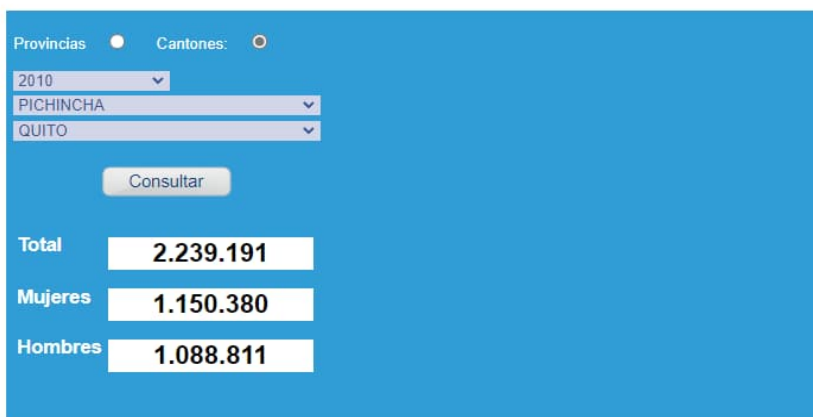 Provincias Cantones:
2010
PICHINCHA
QUITO
Consultar
Total 2.239.191
Mujeres 1.150.380
Hombres 1.088.811